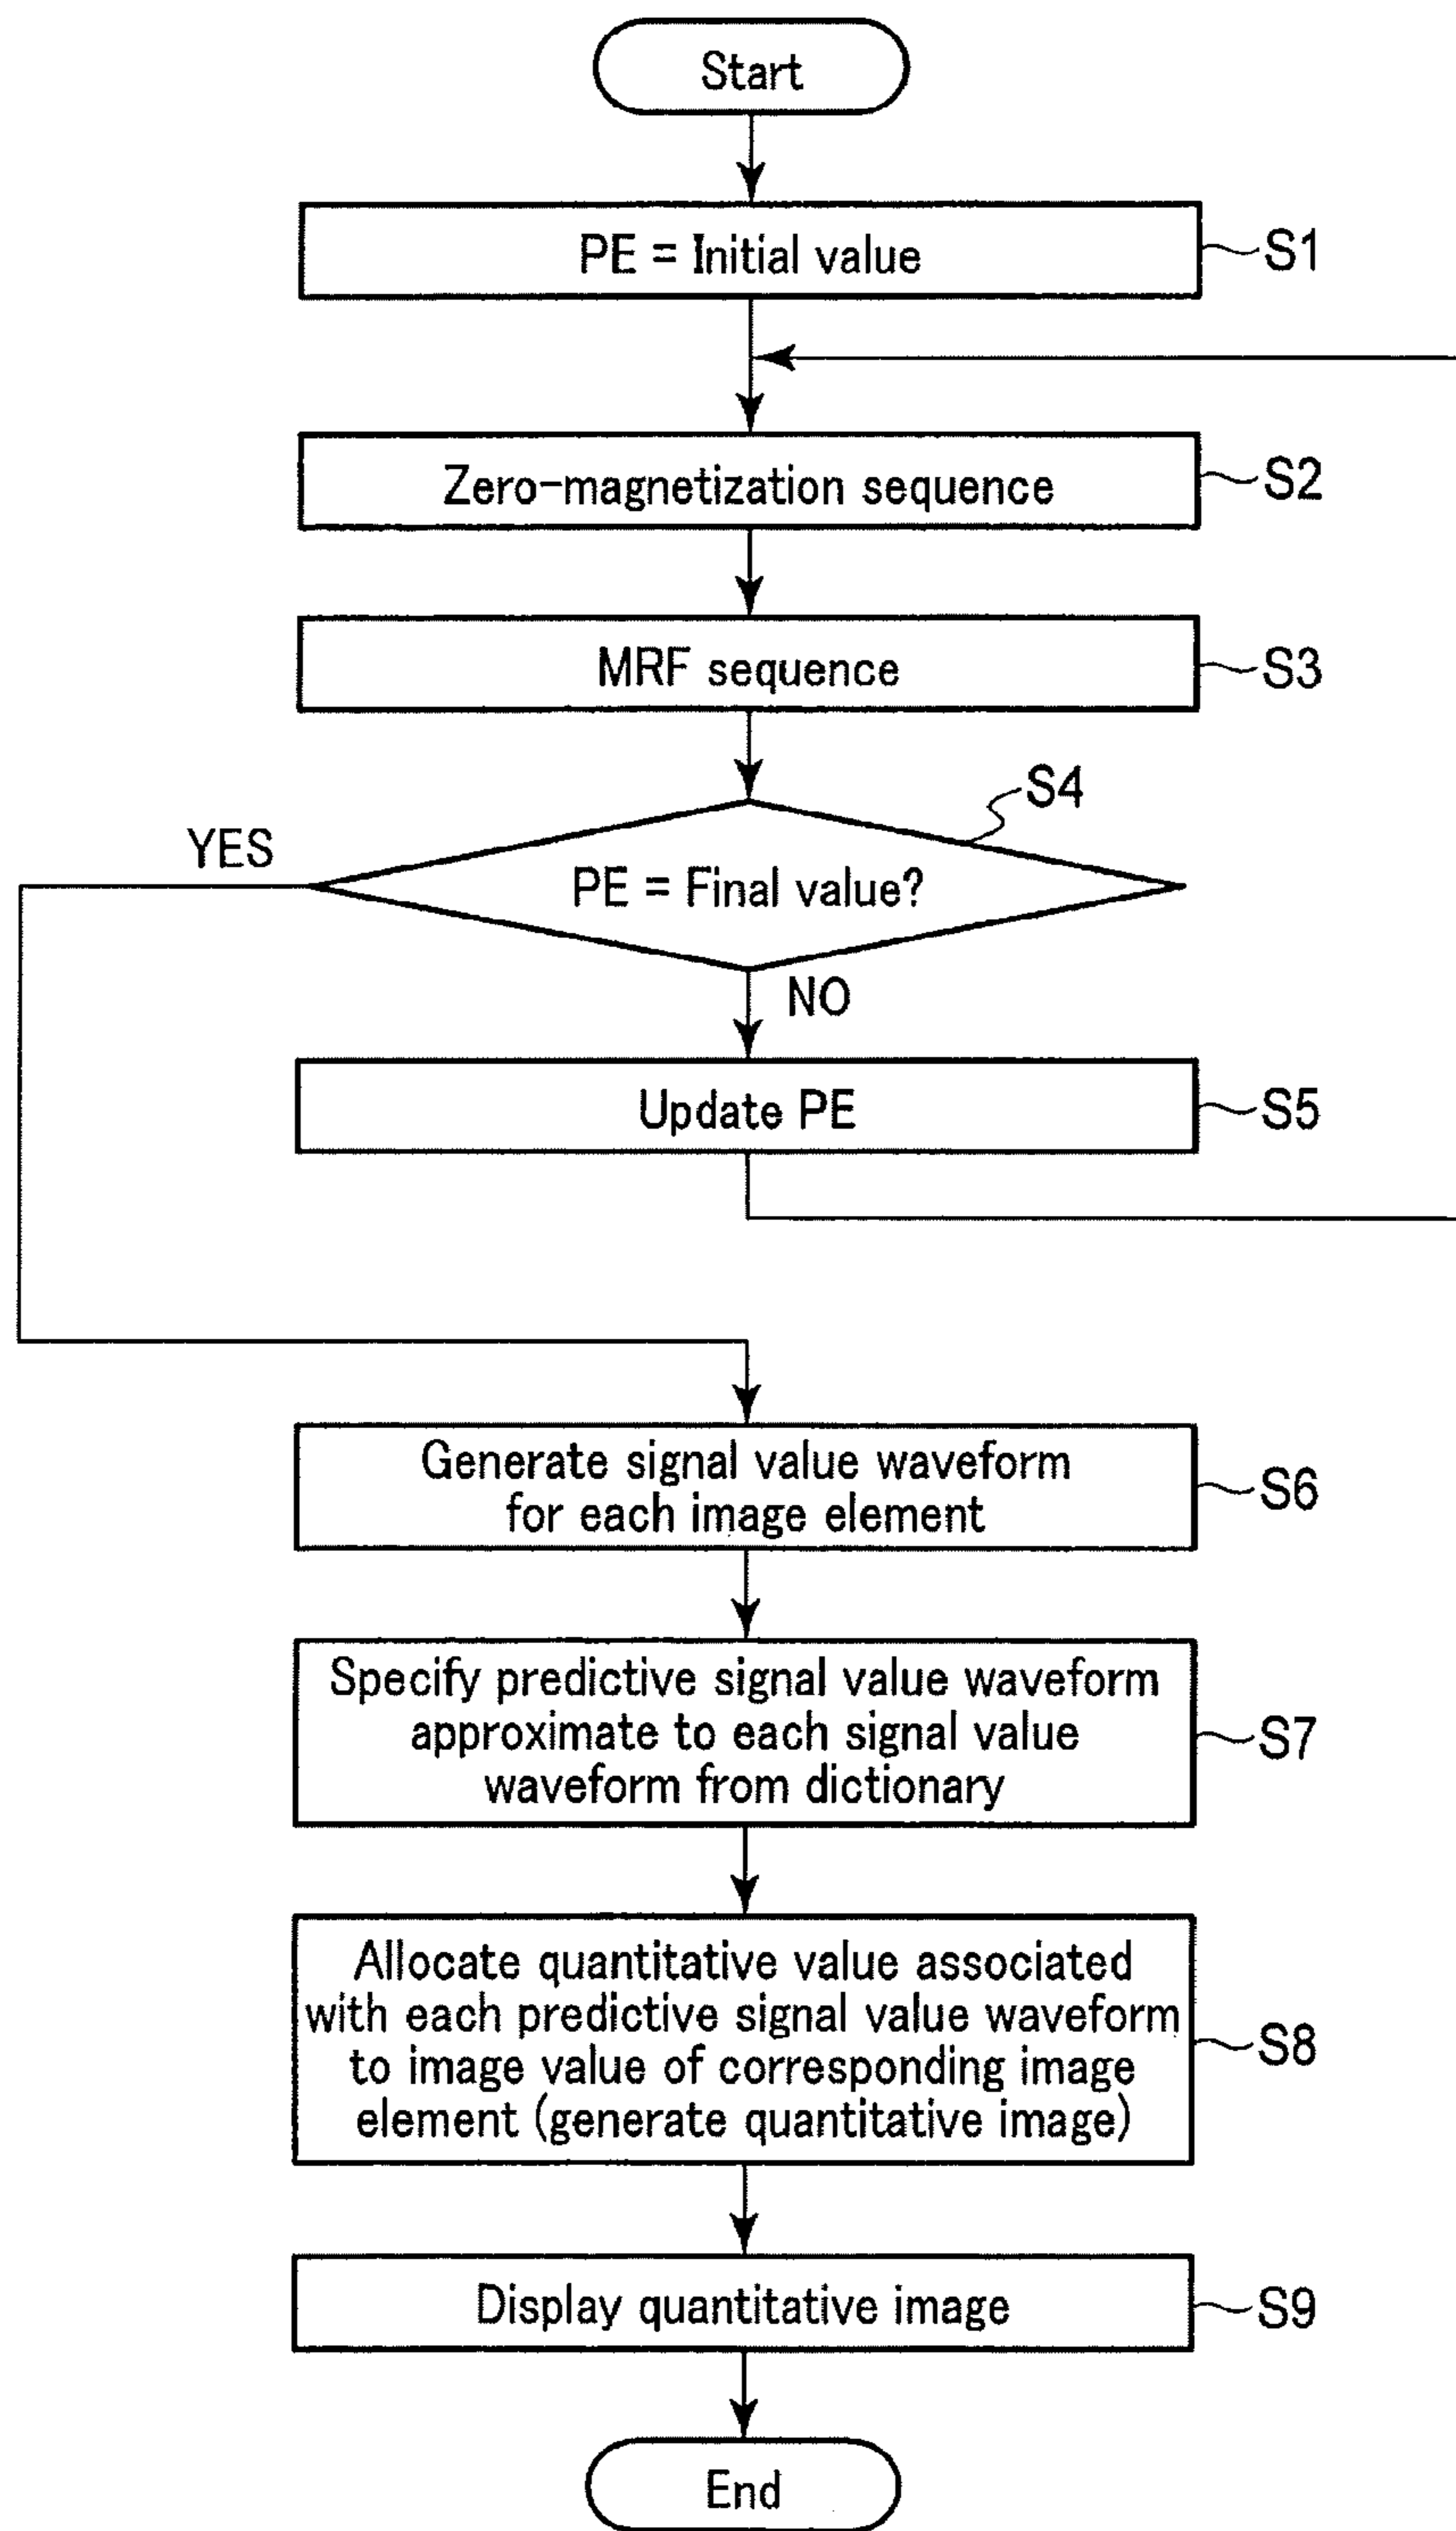 Start
PE = Initial value
S1
Zero-magnetization sequence
S2
MRF sequence
S3
S4
YES
PE = Final value?
NO
Update PE
S5
Generate signal value waveform
for each image element
S6
Specify predictive signal value waveform
approximate to each signal value
waveform from dictionary
S7
Allocate quantitative value associated
with each predictive signal value waveform
to image value of corresponding image
element (generate quantitative image)
S8
Display quantitative image
S9
End